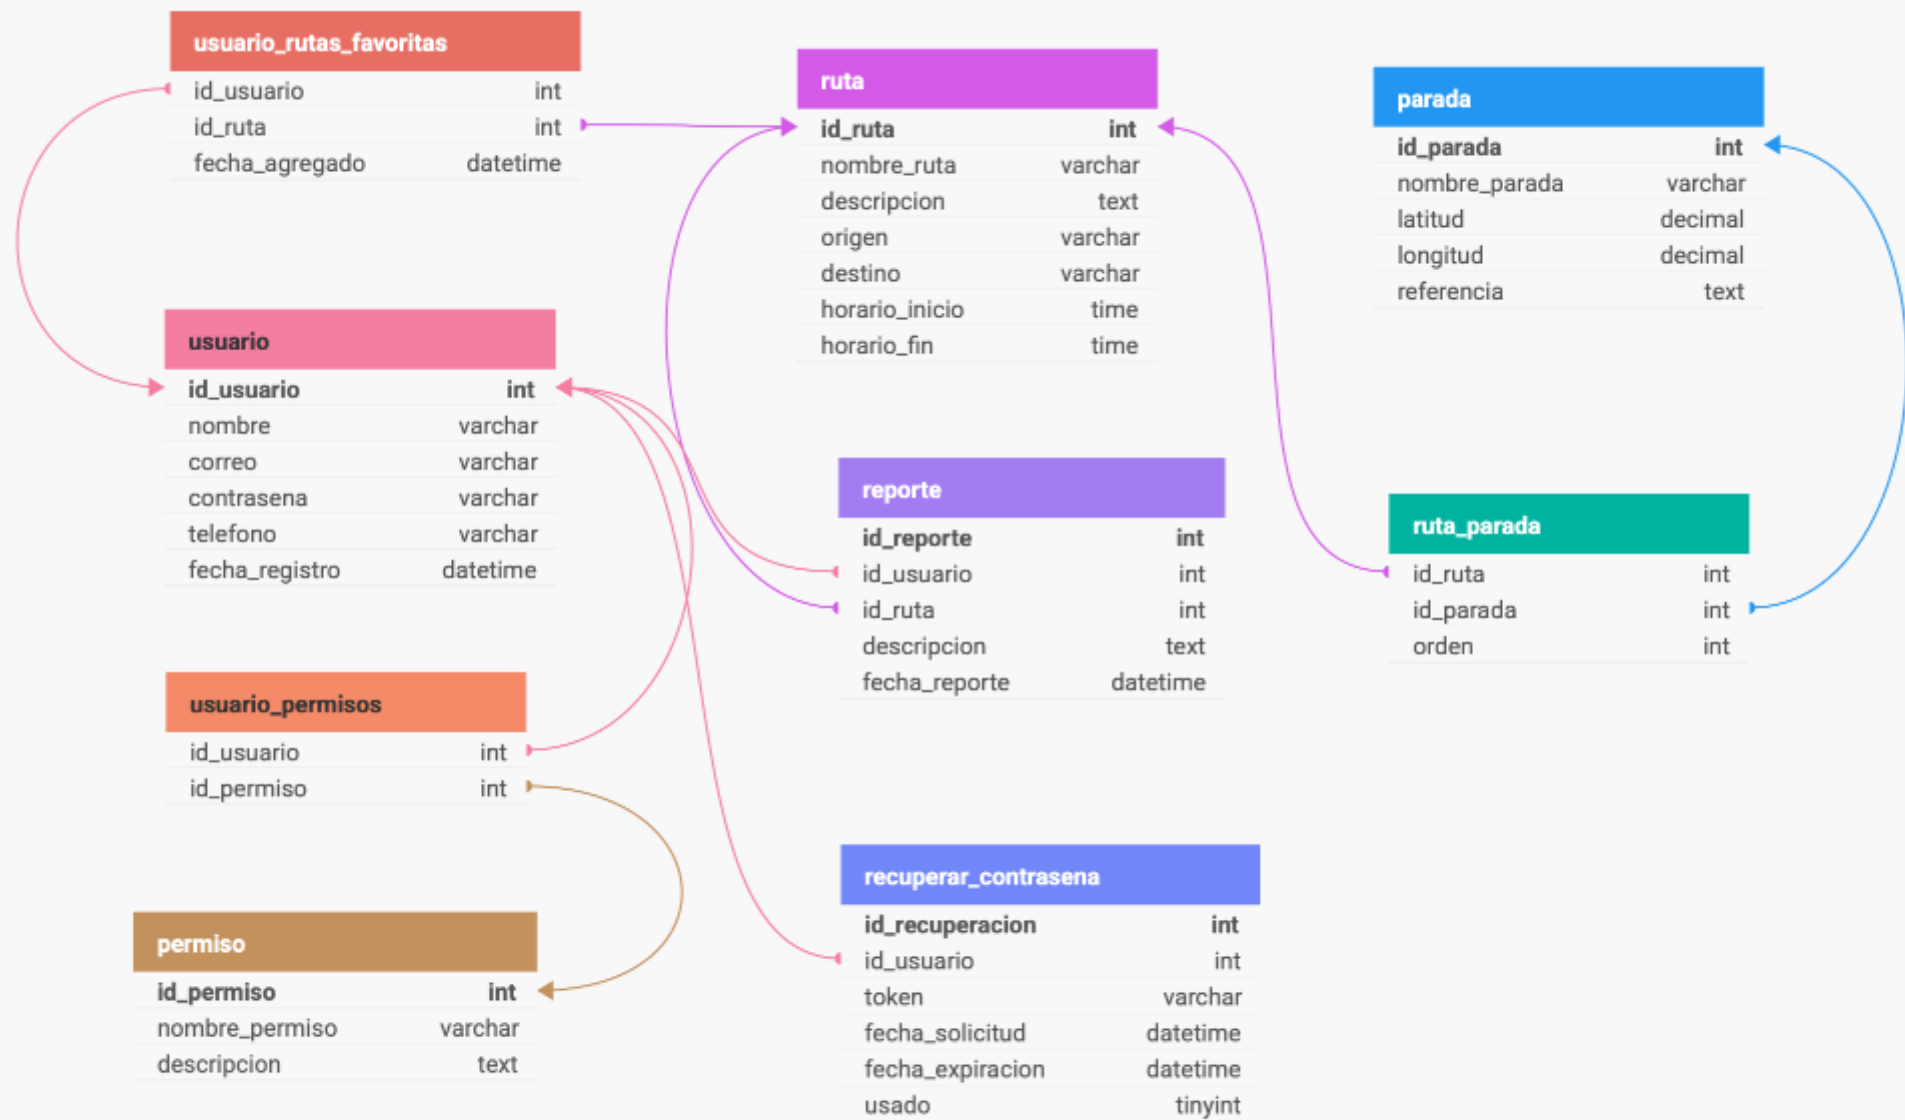 usuario_rutas_favoritas
id_usuario int
id_ruta int
fecha_agregado datetime
usuario
id_usuario int
nombre varchar
correo varchar
contrasena varchar
telefono varchar
fecha_registro datetime
usuario_permisos
id_usuario int
id_permiso int
permiso
id_permiso int
nombre_permiso varchar
descripcion text
ruta
id_ruta int
nombre_ruta varchar
descripcion text
origen varchar
destino varchar
horario_inicio time
horario_fin time
reporte
id_reporte int
id_usuario int
id_ruta int
descripcion text
fecha_reporte datetime
recuperar_contrasena
id_recuperacion int
id_usuario int
token varchar
fecha_solicitud datetime
fecha_expiracion datetime
usado tinyint
parada
id_parada int
nombre_parada varchar
latitud decimal
longitud decimal
referencia text
ruta_parada
id_ruta int
id_parada int
orden int